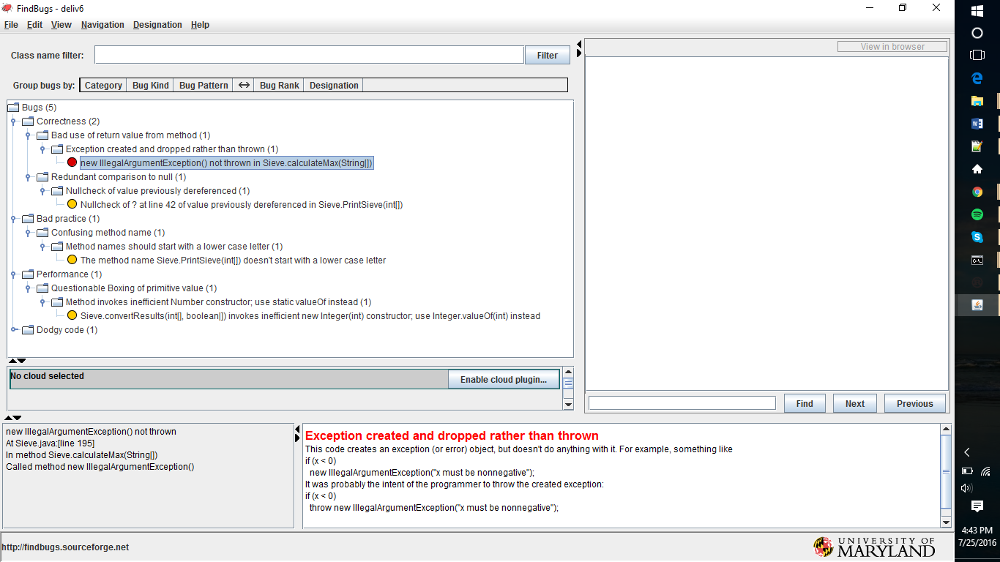 FindBugs - deliv6
File Edit View Navigation Designation Help
Class name filter:
Filter
Group bugs by: Category Bug Kind Bug Pattern Bug Rank Designation
Bugs (5)
Correctness (2)
Bad use of return value from method (1)
Exception created and dropped rather than thrown (1)
new IllegalArgumentException() not thrown in Sieve.calculateMax(String[])
Redundant comparison to null (1)
Nullcheck of value previously dereferenced (1)
Nullcheck of ? at line 42 of value previously dereferenced in Sieve.PrintSieve(int[])
Bad practice (1)
Confusing method name (1)
Method names should start with a lower case letter (1)
The method name Sieve.PrintSieve(int[]) doesn't start with a lower case letter
Performance (1)
Questionable Boxing of primitive value (1)
Method invokes inefficient Number constructor; use static valueOf instead (1)
Sieve.convertResults(int[], boolean[]) invokes inefficient new Integer(int) constructor; use Integer.valueOf(int) instead
Dodgy code (1)
No cloud selected
Enable cloud plugin...
View in browser
Find Next Previous
new IllegalArgumentException() not thrown
At Sieve.java:[line 195]
In method Sieve.calculateMax(String[])
Called method new IllegalArgumentException()
Exception created and dropped rather than thrown
This code creates an exception (or error) object, but doesn't do anything with it. For example, something like
if (x < 0)
new IllegalArgumentException("x must be nonnegative");
It was probably the intent of the programmer to throw the created exception:
if (x < 0)
throw new IllegalArgumentException("x must be nonnegative");
http://findbugs.sourceforge.net
UNIVERSITY OF
MARYLAND
4:43 PM
7/25/2016